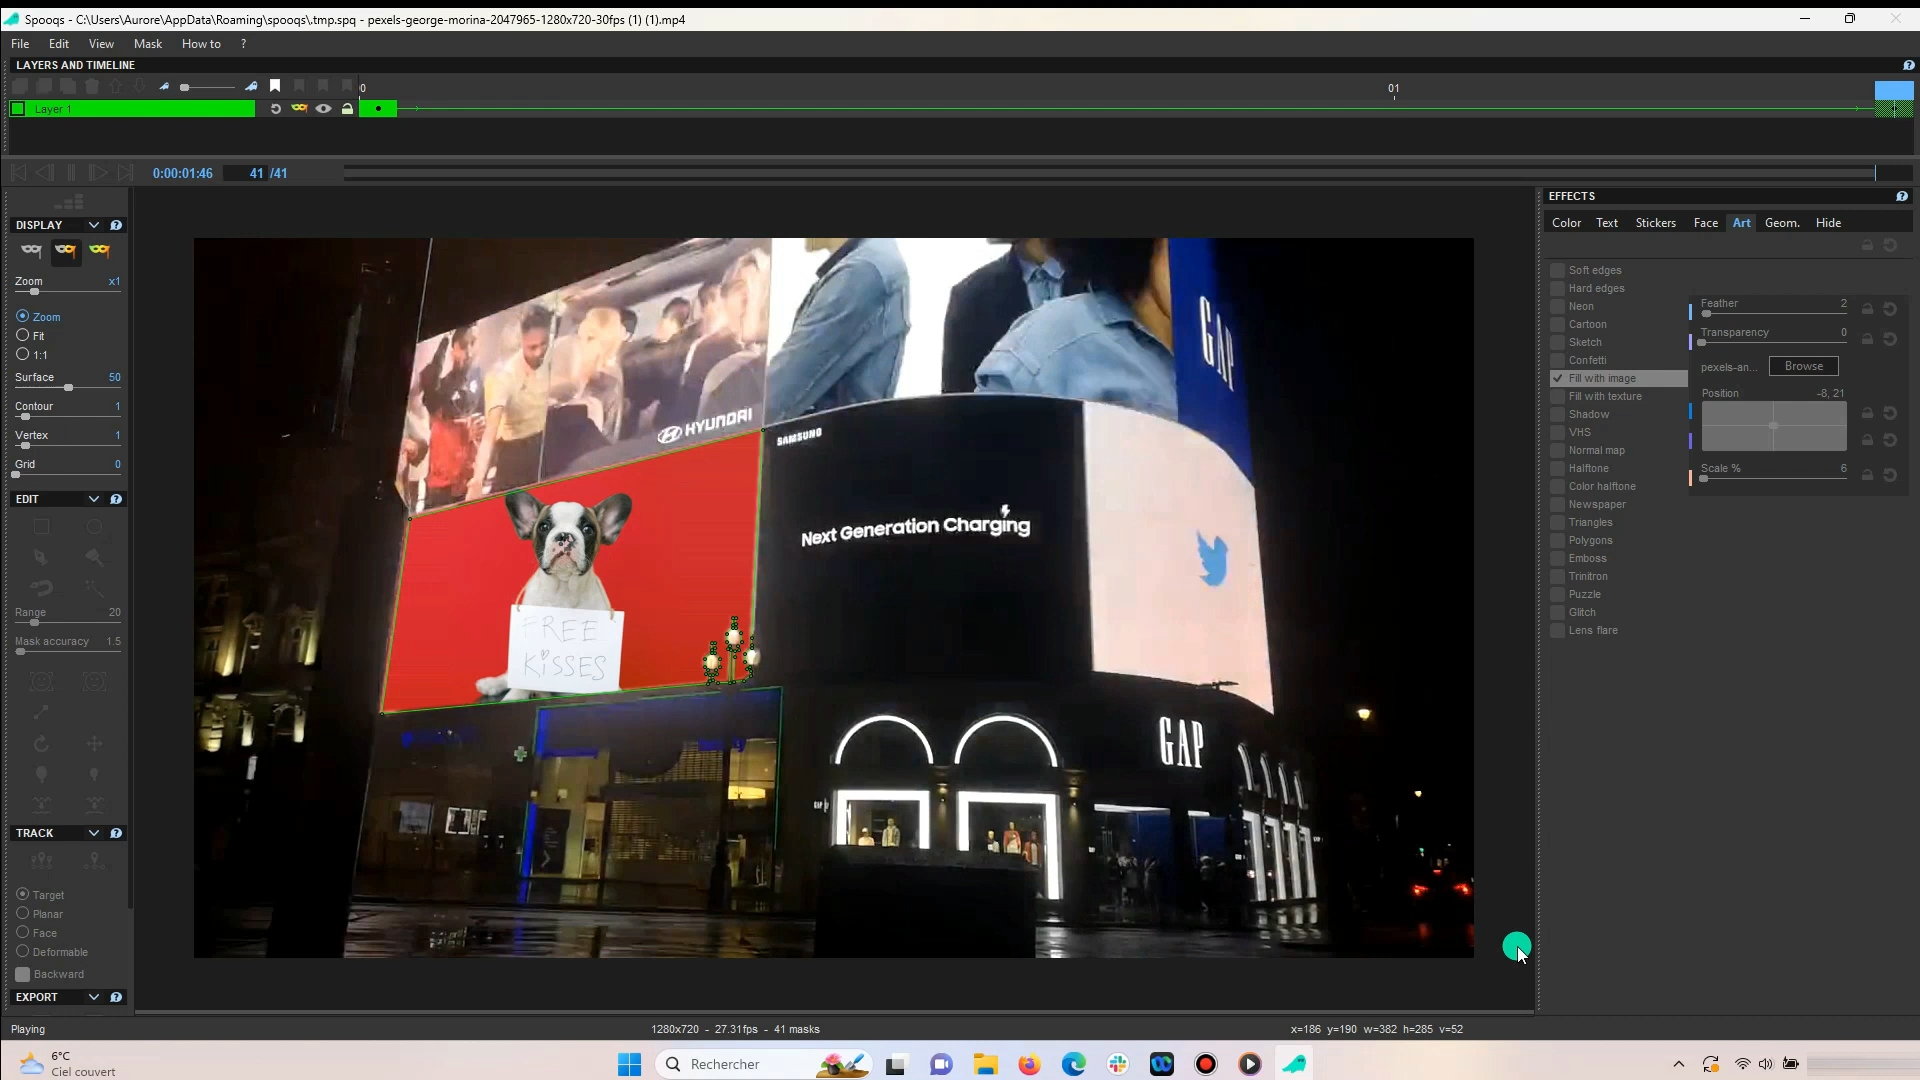 Spooqs - C:\Users\Aurore\AppData\Roaming\spooqs\.tmp.spq - pexels-george-morina-2047965-1280x720-30fps (1) (1).mp4
File Edit View Mask How to ?
LAYERS AND TIMELINE
0 01
Layer 1
0:00:01:46 41 /41
DISPLAY
Zoom x1
Zoom
Fit
1:1
Surface 50
Contour 1
Vertex 1
Grid 0
EDIT
Range 20
Mask accuracy 1.5
TRACK
Target
Planar
Face
Deformable
Backward
EXPORT
HYUNDAI
GAP
SAMSUNG
Next Generation Charging
FREE
KISSES
GAP
EFFECTS
Color Text Stickers Face Art Geom. Hide
Soft edges
Hard edges
Neon
Cartoon
Sketch
Confetti
Fill with image
Fill with texture
Shadow
VHS
Normal map
Halftone
Color halftone
Newspaper
Triangles
Polygons
Emboss
Trinitron
Puzzle
Glitch
Lens flare
Feather 2
Transparency 0
pexels-an... Browse
Position -8, 21
Scale % 6
Playing
1280x720 - 27.31fps - 41 masks
x=186 y=190 w=382 h=285 v=52
6°C
Ciel couvert
Rechercher